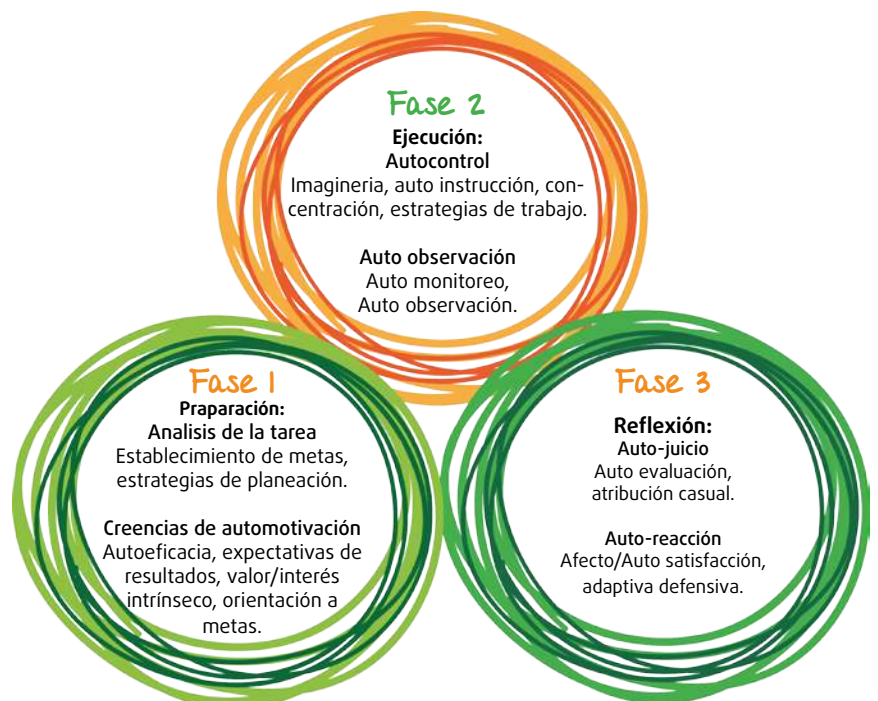 Fase 2
Ejecución:
Autocontrol
Imagineria, auto instrucción, con-
centración, estrategias de trabajo.
Auto observación
Auto monitoreo,
Auto observación.
Fase 1
Praparación:
Analisis de la tarea
Establecimiento de metas,
estrategias de planeación.
Creencias de automotivación
Autoeficacia, expectativas de
resultados, valor/interés
intrínseco, orientación a
metas.
Fase 3
Reflexión:
Auto-juicio
Auto evaluación,
atribución casual.
Auto-reacción
Afecto/Auto satisfacción,
adaptiva defensiva.